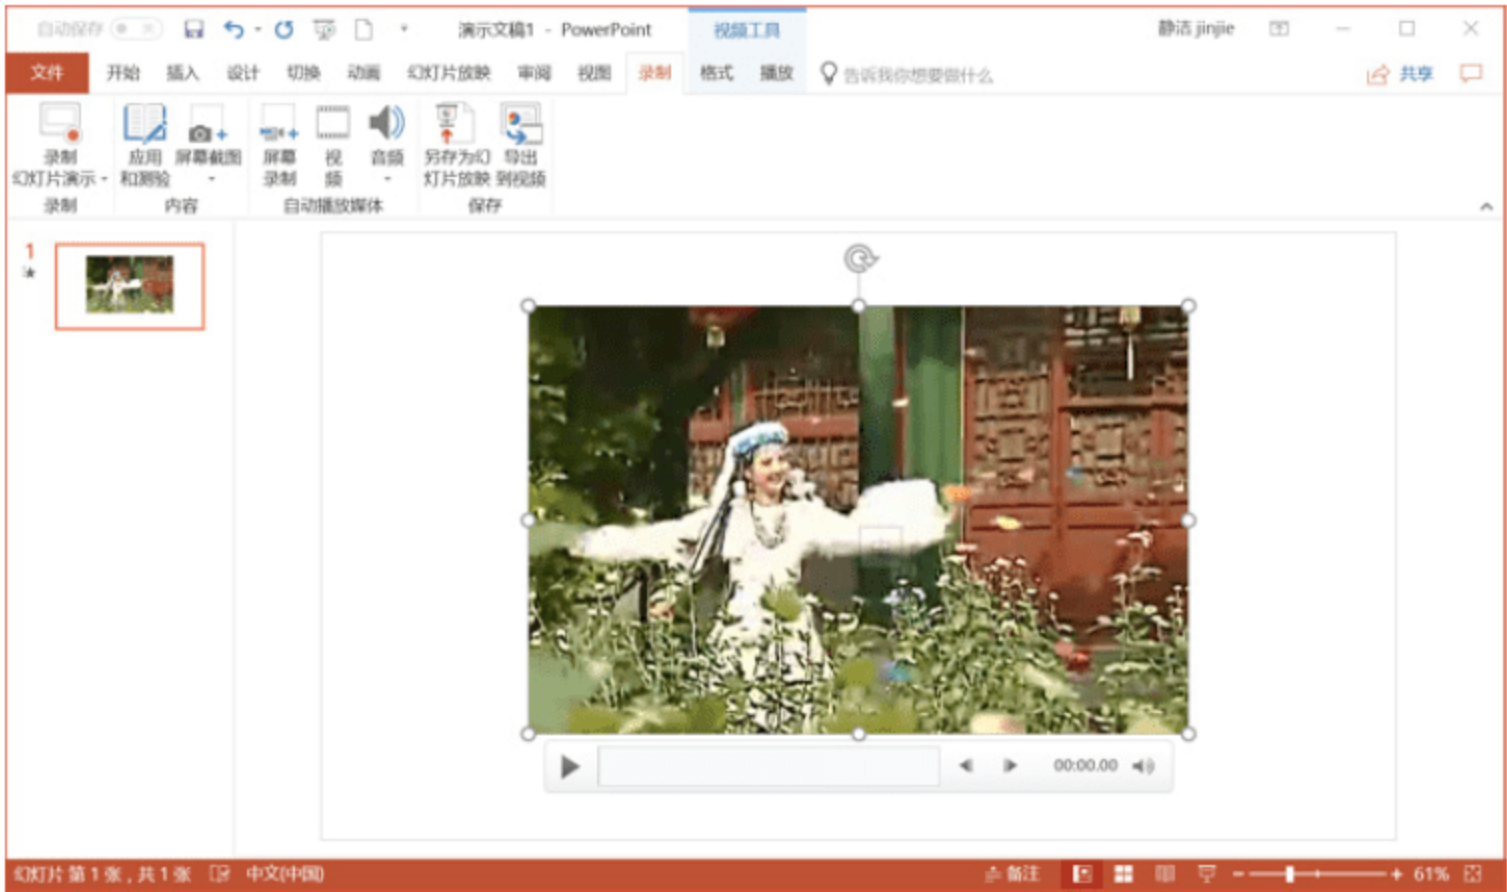 自动保存 演示文稿1 - PowerPoint 视频工具 静洁 jinjie
文件 开始 插入 设计 切换 动画 幻灯片放映 审阅 视图 录制 格式 播放 告诉我你想要做什么 共享
录制 应用 屏幕截图 屏幕 视 音频 另存为幻 导出
幻灯片演示 和测验 录制 频 灯片放映 到视频
录制 内容 自动播放媒体 保存
1
00:00.00
幻灯片 第 1 张，共 1 张 中文(中国) 备注 61%